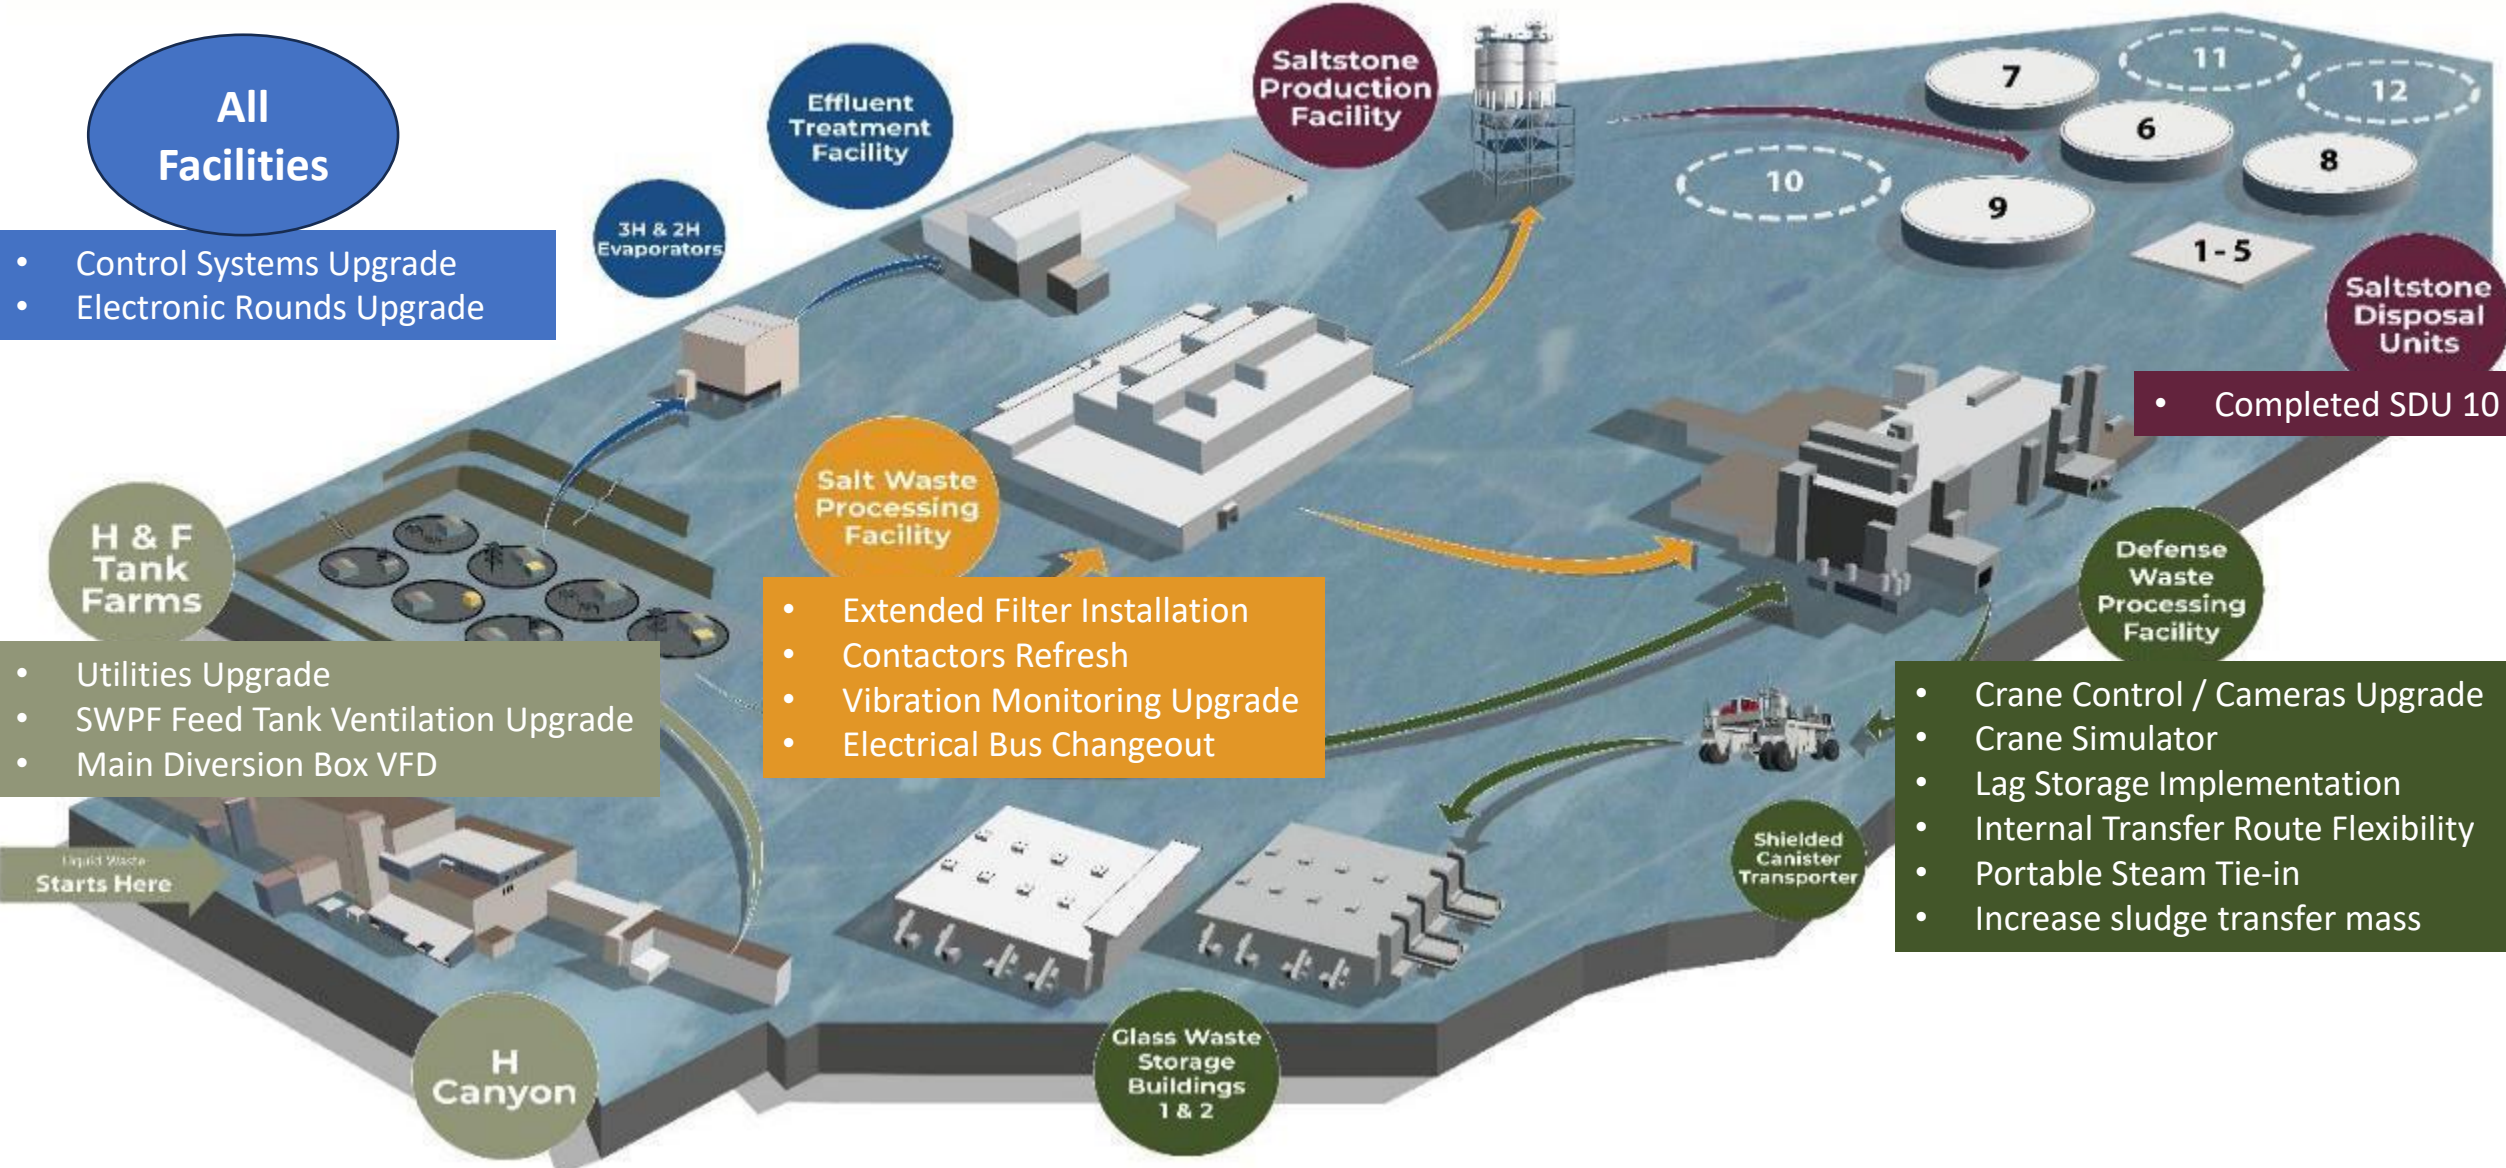 All
Facilities
• Control Systems Upgrade
• Electronic Rounds Upgrade
3H & 2H
Evaporators
Effluent
Treatment
Facility
Saltstone
Production
Facility
7
11
12
6
10
8
9
1 - 5
Saltstone
Disposal
Units
• Completed SDU 10
H & F
Tank
Farms
• Utilities Upgrade
• SWPF Feed Tank Ventilation Upgrade
• Main Diversion Box VFD
Salt Waste
Processing
Facility
• Extended Filter Installation
• Contactors Refresh
• Vibration Monitoring Upgrade
• Electrical Bus Changeout
Defense
Waste
Processing
Facility
• Crane Control / Cameras Upgrade
• Crane Simulator
• Lag Storage Implementation
• Internal Transfer Route Flexibility
• Portable Steam Tie-in
• Increase sludge transfer mass
Shielded
Canister
Transporter
Liquid Waste
Starts Here
H
Canyon
Glass Waste
Storage
Buildings
1 & 2